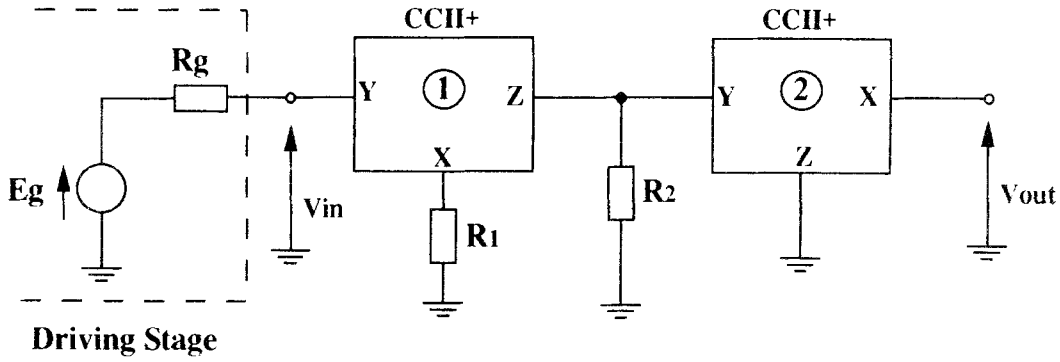 CCII+
CCII+
Rg
Y
1
Z
Y
2
X
X
Z
Eg
Vin
R1
R2
Vout
Driving Stage